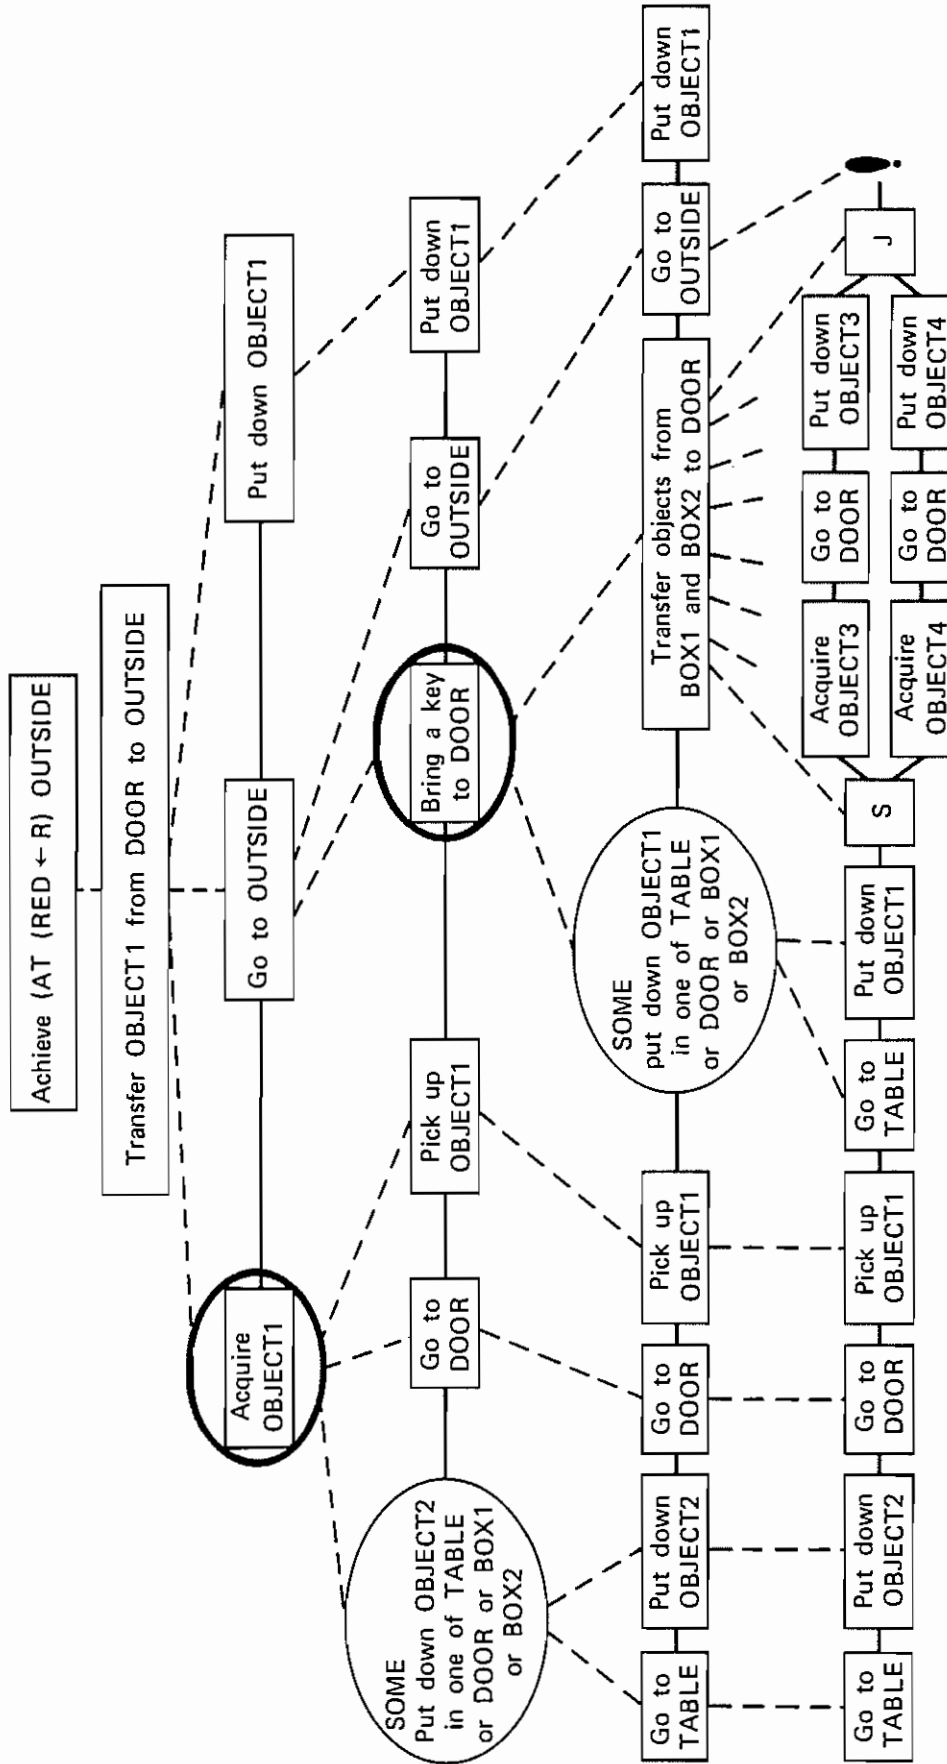 Achieve (AT (RED ← R) OUTSIDE
Transfer OBJECT1 from DOOR to OUTSIDE
Acquire
OBJECT1
Go to OUTSIDE
Put down OBJECT1
SOME
Put down OBJECT2
in one of TABLE
or DOOR or BOX1
or BOX2
Go to
DOOR
Pick up
OBJECT1
Bring a key
to DOOR
Go to
OUTSIDE
Put down
OBJECT1
Go to
TABLE
Put down
OBJECT2
Go to
DOOR
Pick up
OBJECT1
SOME
put down OBJECT1
in one of TABLE
or DOOR or BOX1
or BOX2
Transfer objects from
BOX1 and BOX2 to DOOR
Go to
OUTSIDE
Put down
OBJECT1
Go to
TABLE
Put down
OBJECT2
Go to
DOOR
Pick up
OBJECT1
Go to
TABLE
Put down
OBJECT1
S
Acquire
OBJECT3
Go to
DOOR
Put down
OBJECT3
Acquire
OBJECT4
Go to
DOOR
Put down
OBJECT4
J
!